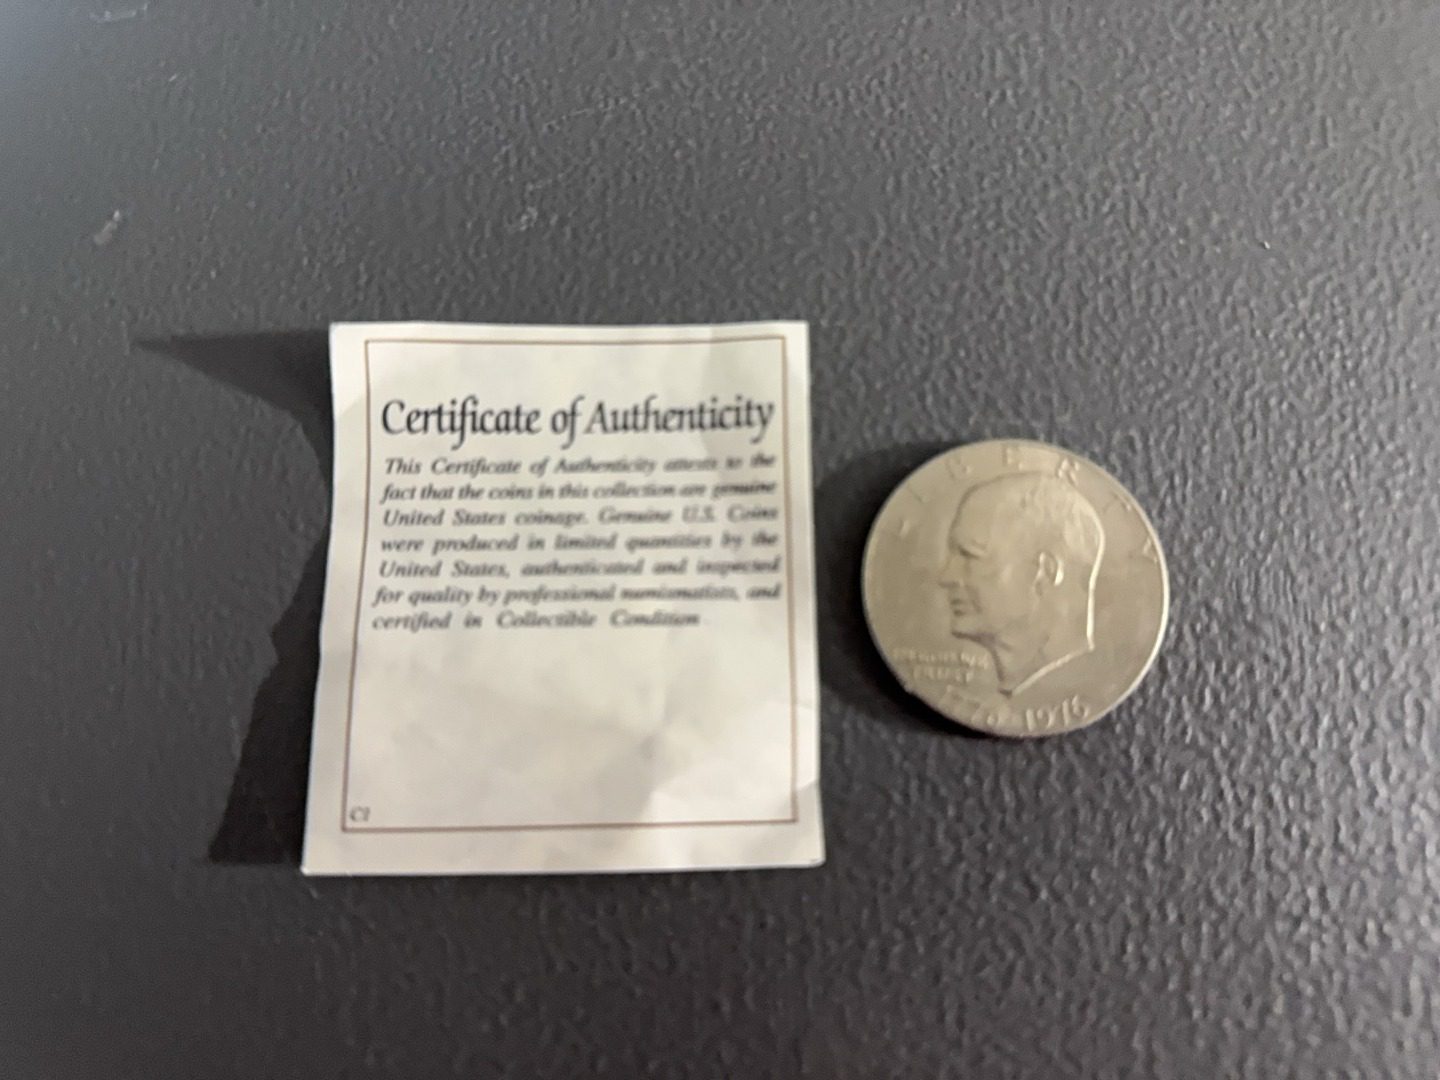 Certificate of Authenticity
This Certificate of Authenticity attests to the
fact that the coins in this collection are genuine
United States coinage. Genuine U.S. Coins
were produced in limited quantities by the
United States, authenticated and inspected
for quality by professional numismatists, and
certified in Collectible Condition
LIBERTY
TRUST
1776-1976